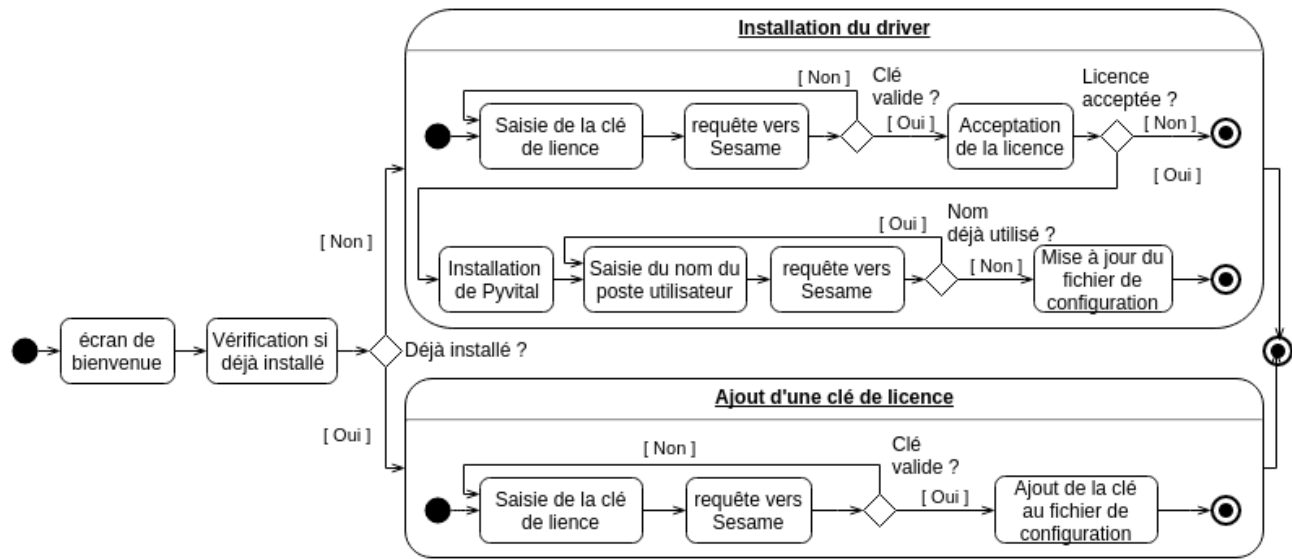 Installation du driver
[ Non ]
Clé
valide ?
Licence
acceptée ?
Saisie de la clé
de lience
requête vers
Sesame
[ Oui ]
Acceptation
de la licence
[ Non ]
[ Oui ]
[ Non ]
[ Oui ]
Nom
déjà utilisé ?
Installation
de Pyvital
Saisie du nom du
poste utilisateur
requête vers
Sesame
[ Non ]
Mise à jour du
fichier de
configuration
écran de
bienvenue
Vérification si
déjà installé
Déjà installé ?
[ Oui ]
Ajout d'une clé de licence
[ Non ]
Clé
valide ?
Saisie de la clé
de lience
requête vers
Sesame
[ Oui ]
Ajout de la clé
au fichier de
configuration